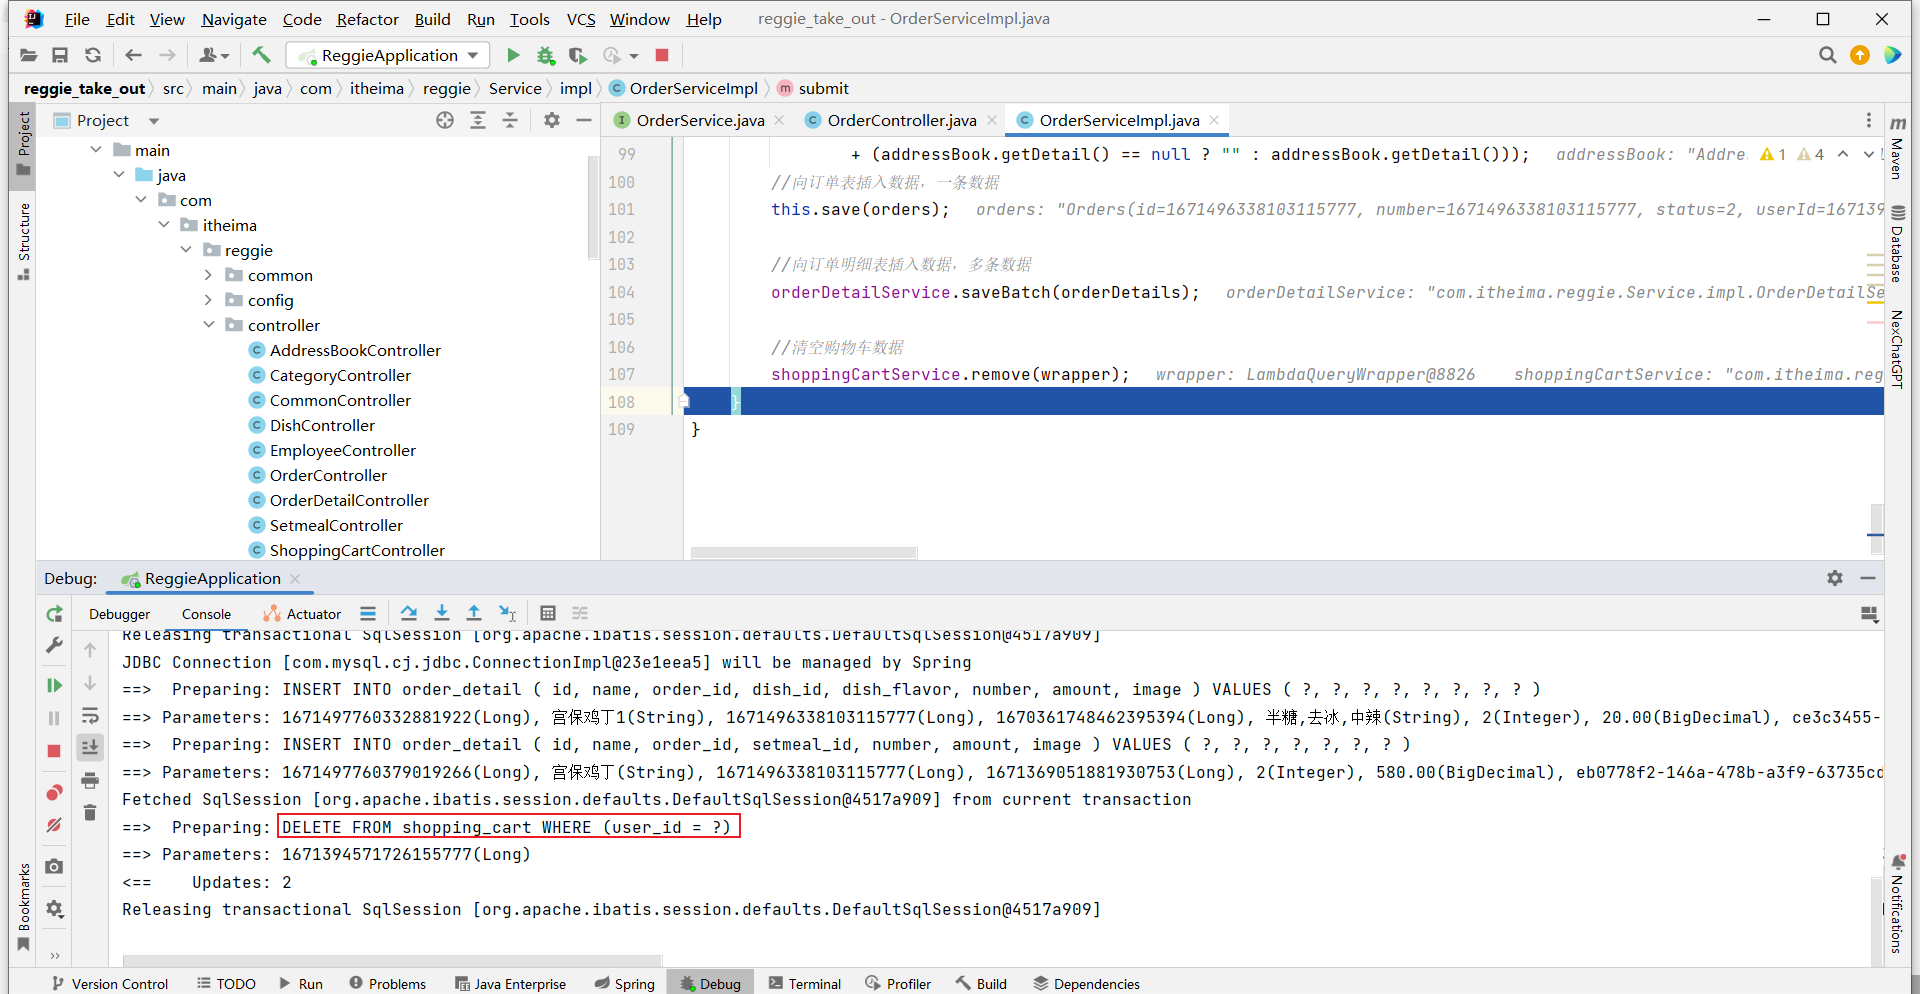 File Edit View Navigate Code Refactor Build Run Tools VCS Window Help reggie_take_out - OrderServiceImpl.java
ReggieApplication
reggie_take_out src main java com itheima reggie Service impl OrderServiceImpl submit
Project
OrderService.java OrderController.java OrderServiceImpl.java
main
java
com
itheima
reggie
common
config
controller
AddressBookController
CategoryController
CommonController
DishController
EmployeeController
OrderController
OrderDetailController
SetmealController
ShoppingCartController
99 + (addressBook.getDetail() == null ? "" : addressBook.getDetail())); addressBook: "Addre 1 4
100 //向订单表插入数据，一条数据
101 this.save(orders); orders: "Orders(id=1671496338103115777, number=1671496338103115777, status=2, userId=167139
102
103 //向订单明细表插入数据，多条数据
104 orderDetailService.saveBatch(orderDetails); orderDetailService: "com.itheima.reggie.Service.impl.OrderDetailSe
105
106 //清空购物车数据
107 shoppingCartService.remove(wrapper); wrapper: LambdaQueryWrapper@8826 shoppingCartService: "com.itheima.reg
108 }
109 }
Project
Structure
Bookmarks
Maven
Database
NexChatGPT
Notifications
Debug: ReggieApplication
Debugger Console Actuator
Releasing transactional SqlSession [org.apache.ibatis.session.defaults.DefaultSqlSession@4517a909]
JDBC Connection [com.mysql.cj.jdbc.ConnectionImpl@23e1eea5] will be managed by Spring
==>  Preparing: INSERT INTO order_detail ( id, name, order_id, dish_id, dish_flavor, number, amount, image ) VALUES ( ?, ?, ?, ?, ?, ?, ?, ? )
==> Parameters: 1671497760332881922(Long), 宫保鸡丁1(String), 1671496338103115777(Long), 1670361748462395394(Long), 半糖,去冰,中辣(String), 2(Integer), 20.00(BigDecimal), ce3c3455-
==>  Preparing: INSERT INTO order_detail ( id, name, order_id, setmeal_id, number, amount, image ) VALUES ( ?, ?, ?, ?, ?, ?, ? )
==> Parameters: 1671497760379019266(Long), 宫保鸡丁(String), 1671496338103115777(Long), 1671369051881930753(Long), 2(Integer), 580.00(BigDecimal), eb0778f2-146a-478b-a3f9-63735cd
Fetched SqlSession [org.apache.ibatis.session.defaults.DefaultSqlSession@4517a909] from current transaction
==>  Preparing: DELETE FROM shopping_cart WHERE (user_id = ?)
==> Parameters: 1671394571726155777(Long)
<==    Updates: 2
Releasing transactional SqlSession [org.apache.ibatis.session.defaults.DefaultSqlSession@4517a909]
Version Control TODO Run Problems Java Enterprise Spring Debug Terminal Profiler Build Dependencies